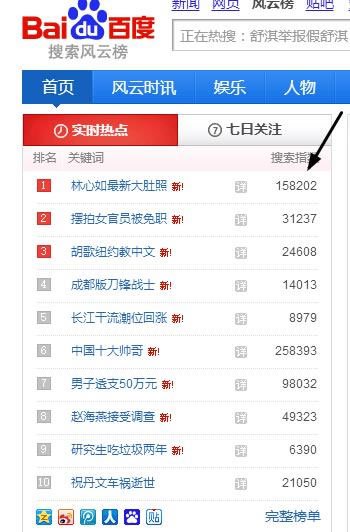 新闻 网页 风云榜 贴吧
Bai du 百度
搜索风云榜
正在热搜：舒淇举报假舒淇
首页 风云时讯 娱乐 人物
实时热点 七日关注
排名 关键词 搜索指
1 林心如最新大肚照 新! 详 158202
2 摆拍女官员被免职 新! 详 31237
3 胡歌纽约教中文 新! 详 24608
4 成都版刀锋战士 新! 详 14013
5 长江干流潮位回涨 新! 详 8979
6 中国十大帅哥 新! 详 258393
7 男子透支50万元 新! 详 98032
8 赵海燕接受调查 新! 详 49323
9 研究生吃垃圾两年 新! 详 6390
10 祝丹文车祸逝世 详 21050
完整榜单